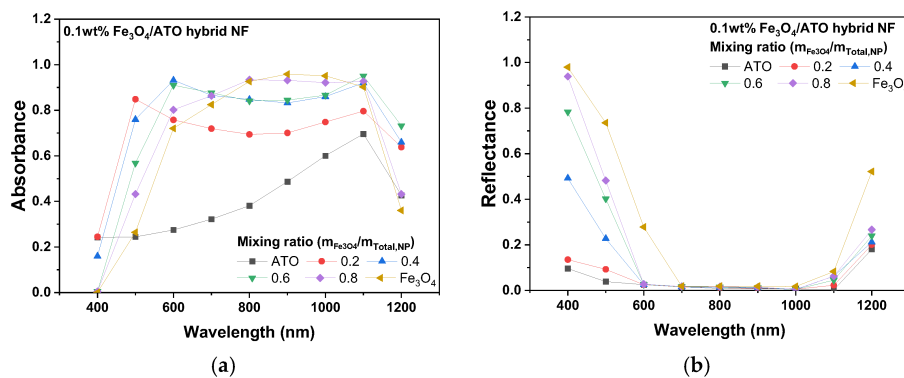 (a)
0.1wt% Fe₃O₄/ATO hybrid NF
Absorbance
1.2
1.0
0.8
0.6
0.4
0.2
0.0
Mixing ratio (m_Fe3O4/m_Total,NP)
ATO 0.2 0.4
0.6 0.8 Fe₃O₄
400 600 800 1000 1200
Wavelength (nm)
(a)
(b)
0.1wt% Fe₃O₄/ATO hybrid NF
Mixing ratio (m_Fe3O4/m_Total,NP)
ATO 0.2 0.4
0.6 0.8 Fe₃O
Reflectance
1.2
1.0
0.8
0.6
0.4
0.2
0.0
400 600 800 1000 1200
Wavelength (nm)
(b)